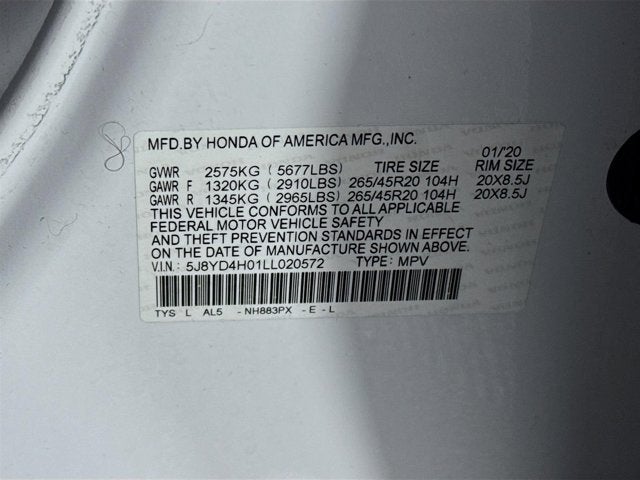 MFD.BY HONDA OF AMERICA MFG.,INC. 01/'20
GVWR 2575KG (5677LBS) TIRE SIZE RIM SIZE
GAWR F 1320KG (2910LBS) 265/45R20 104H 20X8.5J
GAWR R 1345KG (2965LBS) 265/45R20 104H 20X8.5J
THIS VEHICLE CONFORMS TO ALL APPLICABLE
FEDERAL MOTOR VEHICLE SAFETY
AND THEFT PREVENTION STANDARDS IN EFFECT
ON THE DATE OF MANUFACTURE SHOWN ABOVE.
V.I.N.: 5J8YD4H01LL020572 TYPE: MPV
TYS L AL5 -NH883PX -E-L